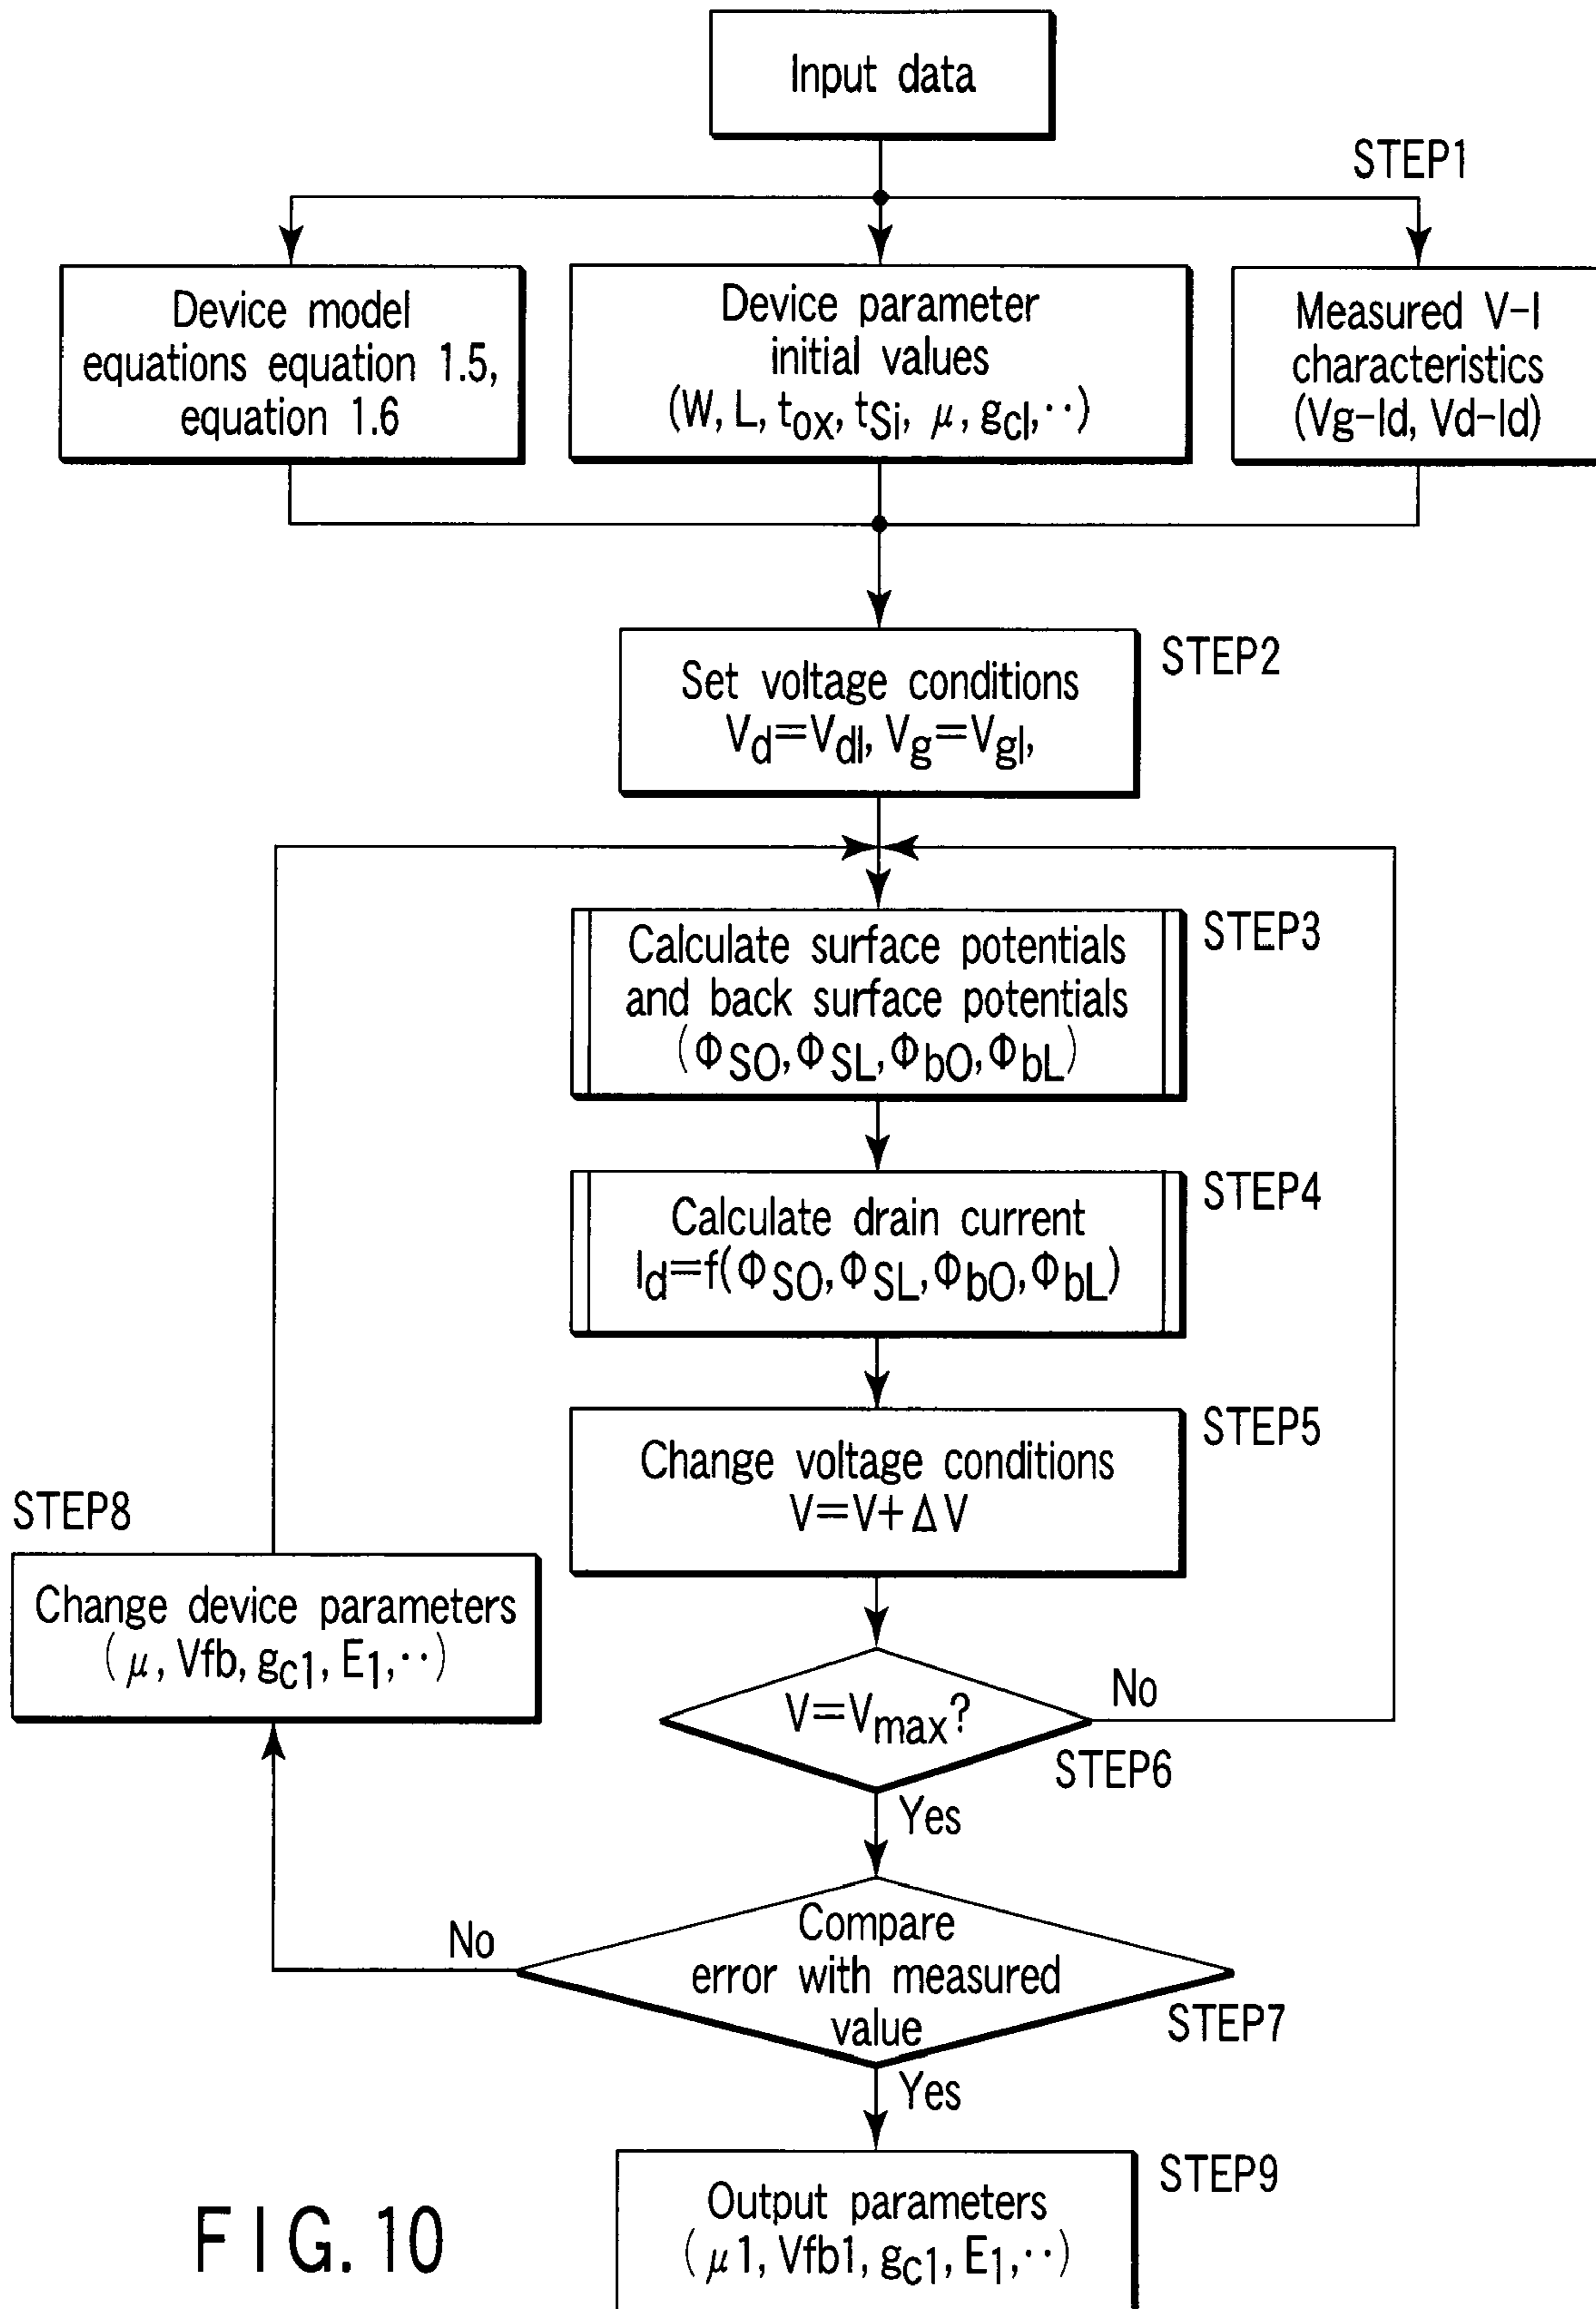 Input data
STEP1
Device model
equations equation 1.5,
equation 1.6
Device parameter
initial values
(W, L, tox, tSi, μ, gcl,··)
Measured V-I
characteristics
(Vg-Id, Vd-Id)
Set voltage conditions
Vd=Vdl, Vg=Vgl,
STEP2
Calculate surface potentials
and back surface potentials
(ΦSO, ΦSL, ΦbO, ΦbL)
STEP3
Calculate drain current
Id=f(ΦSO, ΦSL, ΦbO, ΦbL)
STEP4
Change voltage conditions
V=V+ΔV
STEP5
STEP8
Change device parameters
(μ, Vfb, gc1, E1,··)
V=Vmax?
No
STEP6
Yes
Compare
error with measured
value
No
STEP7
Yes
Output parameters
(μ1, Vfb1, gc1, E1,··)
STEP9
FIG. 10